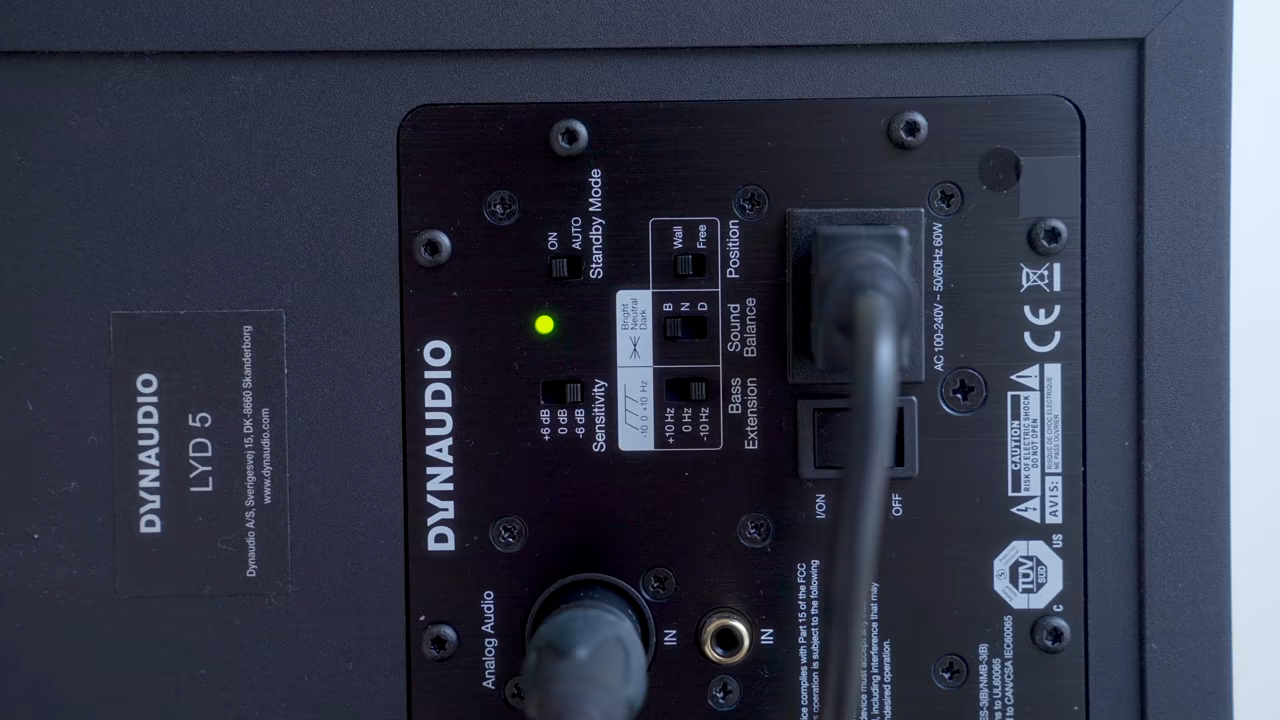 DYNAUDIO
LYD 5
Dynaudio A/S, Sverigesvej 15, DK-8660 Skanderborg
www.dynaudio.com
DYNAUDIO
Analog Audio
IN
IN
Sensitivity
+6 dB
0 dB
-6 dB
ON
AUTO
Standby Mode
-10 0 +10 Hz
Bright
Neutral
Dark
+10 Hz
0 Hz
-10 Hz
Bass
Extension
B
N
D
Sound
Balance
Wall
Free
Position
I/ON
OFF
AC 100-240V ~ 50/60Hz 60W
CAUTION
RISK OF ELECTRIC SHOCK
DO NOT OPEN
AVIS:
RISQUE DE CHOC ELECTRIQUE
NE PAS OUVRIR
CE
TÜV
SÜD
C
US
complies with Part 15 of the FCC
operation is subject to the following
device must accept any
including interference that may
operation.
ES-3(B)/NMB-3(B)
to UL60065
to CAN/CSA IEC60065